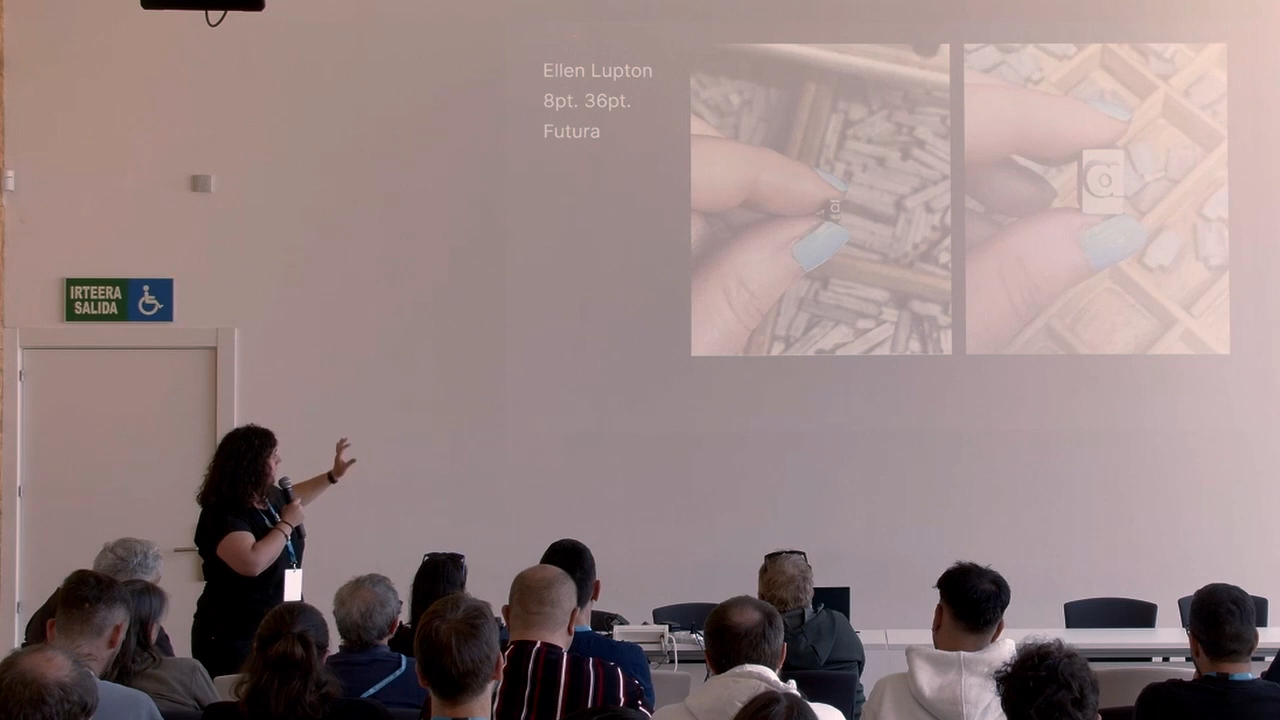 Ellen Lupton
8pt. 36pt.
Futura
a
IRTEERA
SALIDA